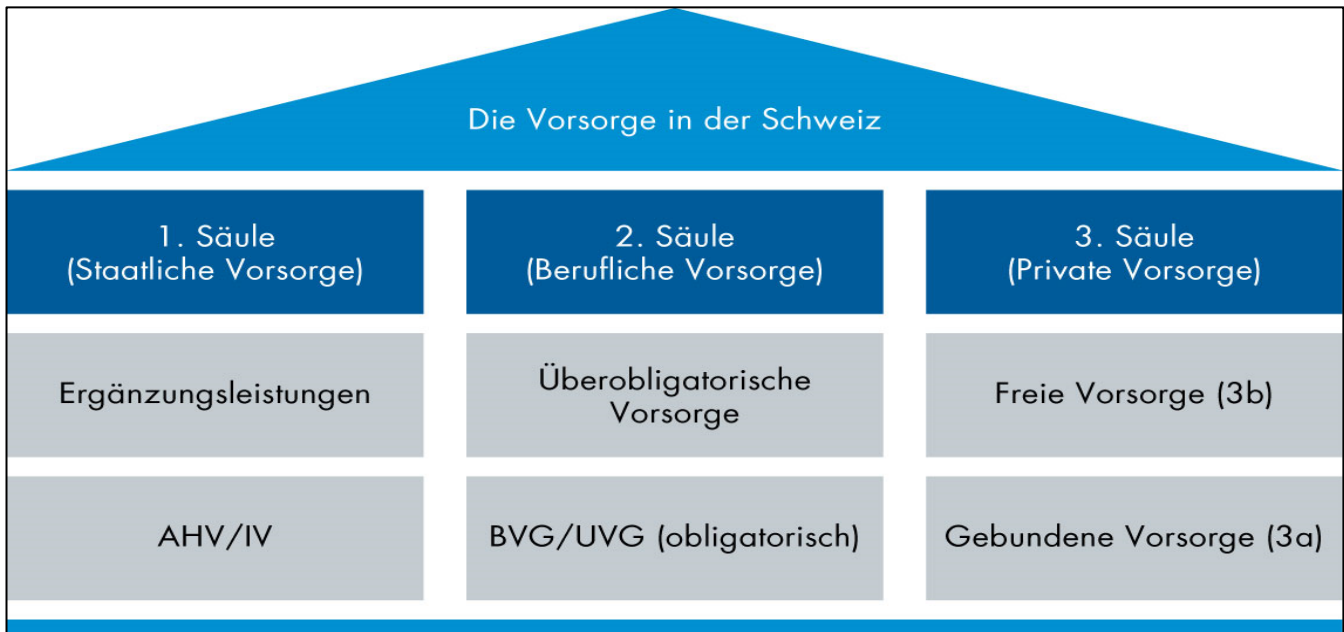 Die Vorsorge in der Schweiz
1. Säule
(Staatliche Vorsorge)
2. Säule
(Berufliche Vorsorge)
3. Säule
(Private Vorsorge)
Ergänzungsleistungen
Überobligatorische
Vorsorge
Freie Vorsorge (3b)
AHV/IV
BVG/UVG (obligatorisch)
Gebundene Vorsorge (3a)